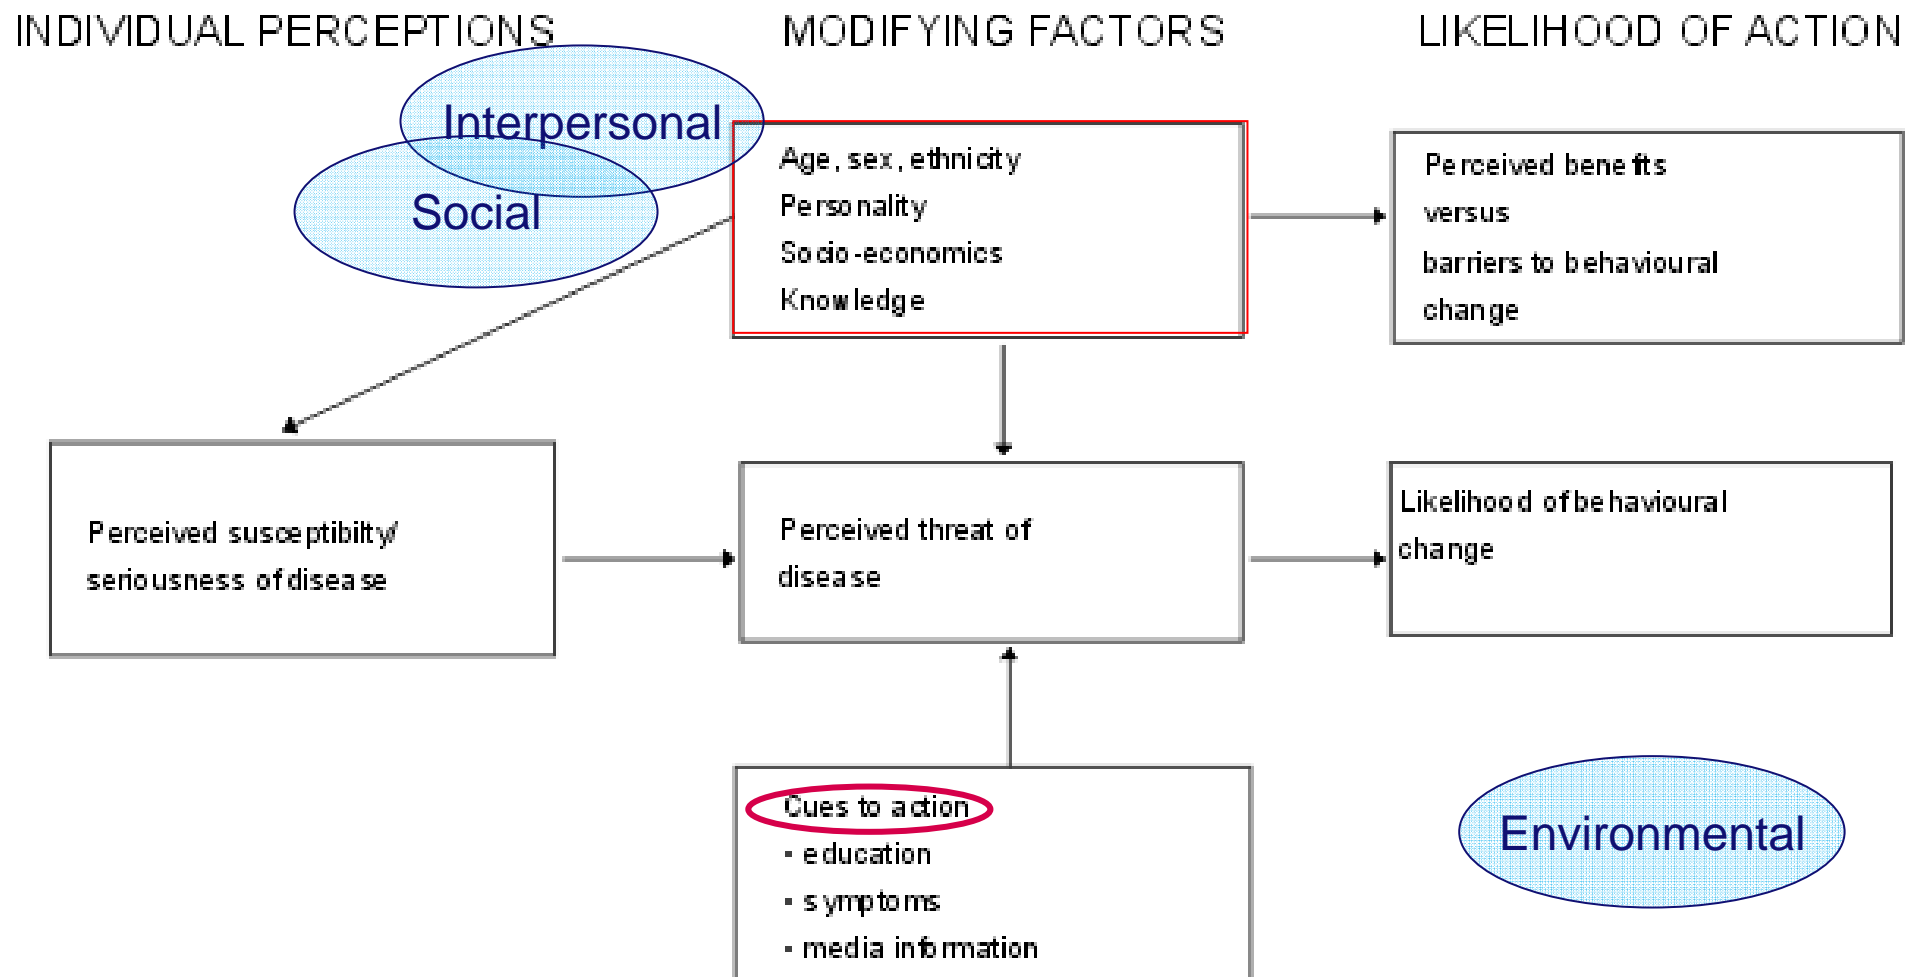 INDIVIDUAL PERCEPTIONS
MODIFYING FACTORS
LIKELIHOOD OF ACTION
Interpersonal
Social
Age, sex, ethnicity
Personality
Socio-economics
Knowledge
Perceived benefits
versus
barriers to behavioural
change
Perceived susceptibilty/
seriousness of disease
Perceived threat of
disease
Likelihood of behavioural
change
Cues to action
▪ education
▪ symptoms
▪ media information
Environmental